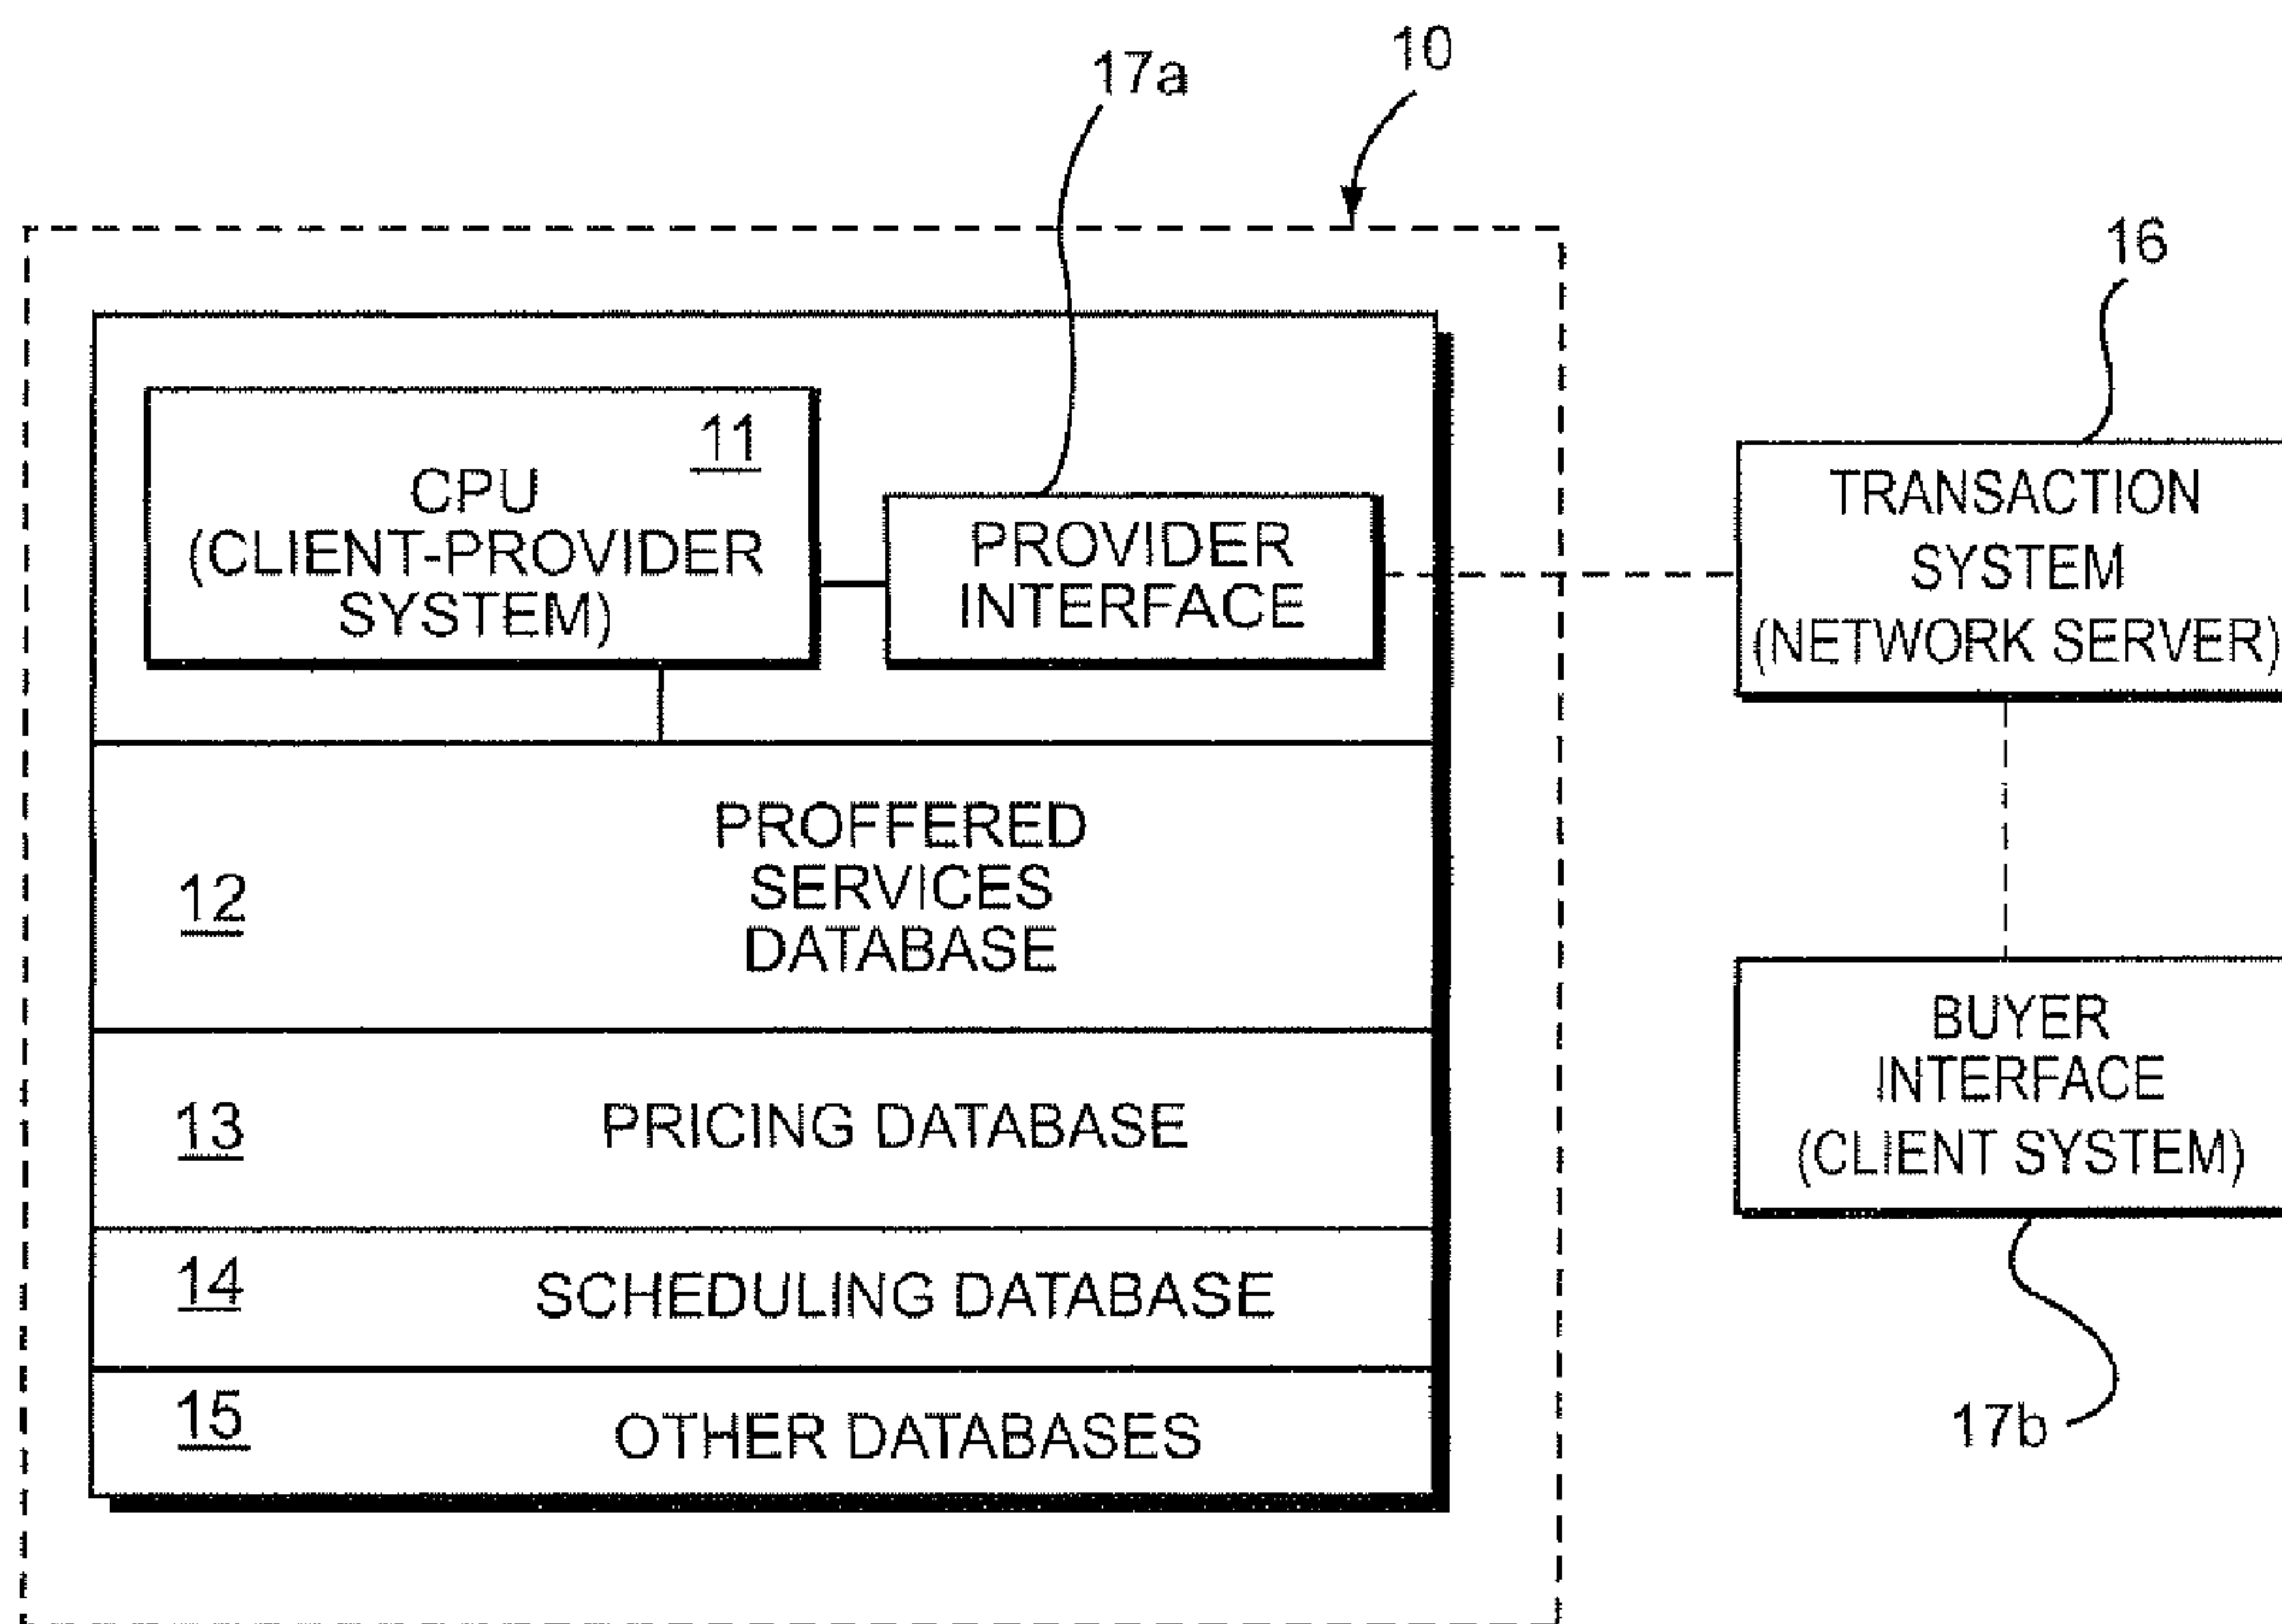 10
17a
16
11
CPU
(CLIENT-PROVIDER
SYSTEM)
PROVIDER
INTERFACE
TRANSACTION
SYSTEM
(NETWORK SERVER)
12
PROFFERED
SERVICES
DATABASE
13
PRICING DATABASE
14
SCHEDULING DATABASE
15
OTHER DATABASES
BUYER
INTERFACE
(CLIENT SYSTEM)
17b